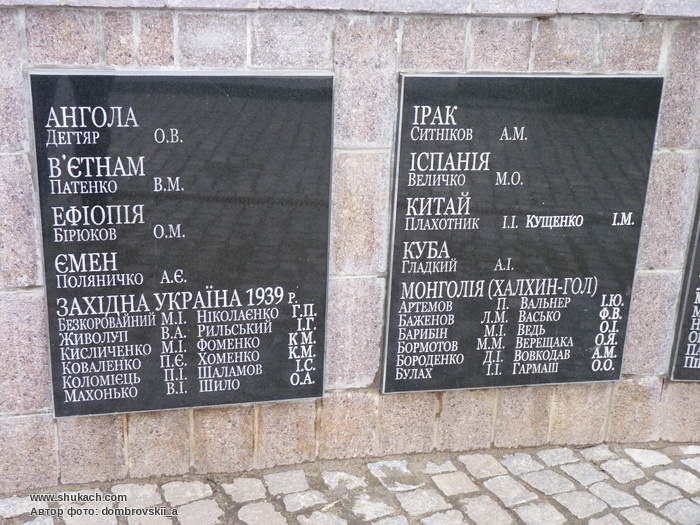 АНГОЛА
ДЕГТЯР О.В.
В'ЄТНАМ
ПАТЕНКО В.М.
ЕФІОПІЯ
БІРЮКОВ О.М.
ЄМЕН
ПОЛЯНИЧКО А.Є.
ЗАХІДНА УКРАЇНА 1939 р.
БЕЗКОРОВАЙНИЙ М.І. НІКОЛАЄНКО Г.П.
ЖИВОЛУП В.А. РИЛЬСЬКИЙ І.Г.
КИСЛИЧЕНКО М.І. ФОМЕНКО К М.
КОВАЛЕНКО П.Є. ХОМЕНКО К.М.
КОЛОМІЄЦЬ П.І. ШАЛАМОВ І.С.
МАХОНЬКО В.І. ШИЛО О.А.
ІРАК
СИТНІКОВ А.М.
ІСПАНІЯ
ВЕЛИЧКО М.О.
КИТАЙ
ПЛАХОТНИК І.І. КУЩЕНКО І.М.
КУБА
ГЛАДКИЙ А.І.
МОНГОЛІЯ (ХАЛХИН-ГОЛ)
АРТЕМОВ П. ВАЛЬНЕР І.Ю.
БАЖЕНОВ Л.М. ВАСЬКО Ф.В.
БАРИБІН М.І. ВЕДЬ О.І.
БОРМОТОВ М.М. ВЕРЕЩАКА О.Я.
БОРОДЕНКО Д.І. ВОВКОДАВ А.М.
БУЛАХ І.І. ГАРМАШ О.О.
www.shukach.com
Автор фото: dombrovskii_a